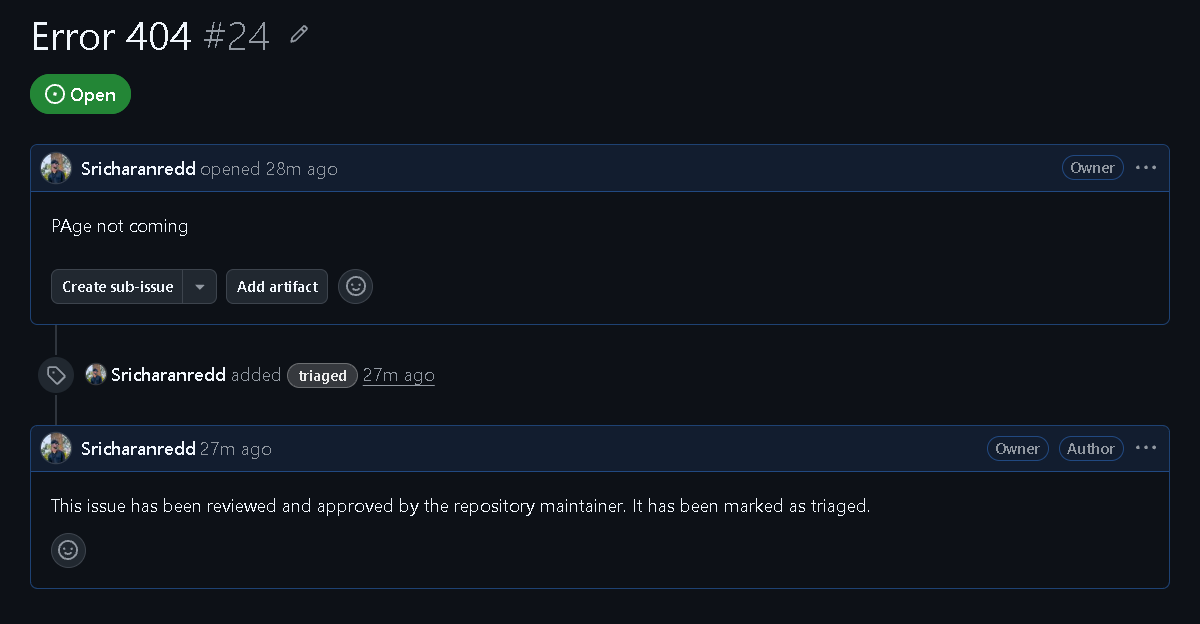 Error 404 #24
Open
Sricharanredd opened 28m ago Owner
PAge not coming
Create sub-issue Add artifact
Sricharanredd added triaged 27m ago
Sricharanredd 27m ago Owner Author
This issue has been reviewed and approved by the repository maintainer. It has been marked as triaged.